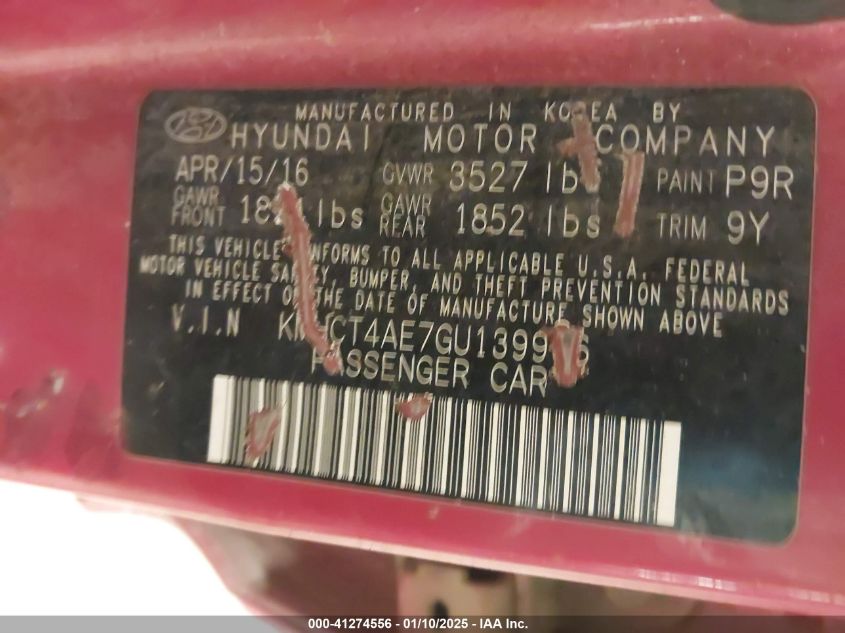 MANUFACTURED IN KOREA BY
HYUNDAI MOTOR COMPANY
APR/15/16 GVWR 3527 lbs PAINT P9R
GAWR FRONT lbs GAWR REAR 1852 lbs TRIM 9Y
THIS VEHICLE CONFORMS TO ALL APPLICABLE U.S.A. FEDERAL
MOTOR VEHICLE SAFETY, BUMPER, AND THEFT PREVENTION STANDARDS
IN EFFECT ON THE DATE OF MANUFACTURE SHOWN ABOVE
V.I.N
PASSENGER CAR
000-41274556 - 01/10/2025 - IAA Inc.